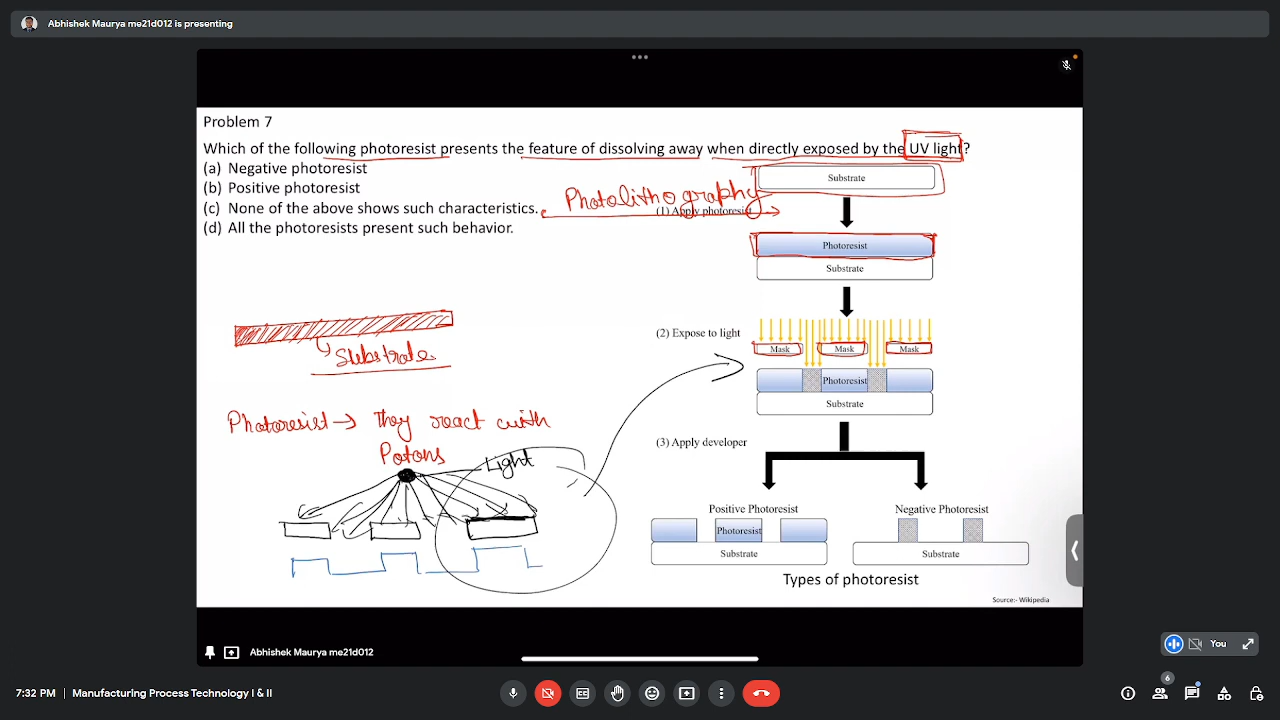 Abhishek Maurya me21d012 is presenting
Problem 7
Which of the following photoresist presents the feature of dissolving away when directly exposed by the UV light?
(a) Negative photoresist
(b) Positive photoresist
(c) None of the above shows such characteristics.
(d) All the photoresists present such behavior.
Photolithography
Substrate
(1) Apply photoresist
Photoresist
Substrate
(2) Expose to light
Mask Mask Mask
Photoresist
Substrate
Substrate
Photoresist → They react with
Potons
Light
(3) Apply developer
Positive Photoresist
Negative Photoresist
Photoresist
Substrate
Substrate
Types of photoresist
Source:- Wikipedia
Abhishek Maurya me21d012
You
7:32 PM | Manufacturing Process Technology I & II
6